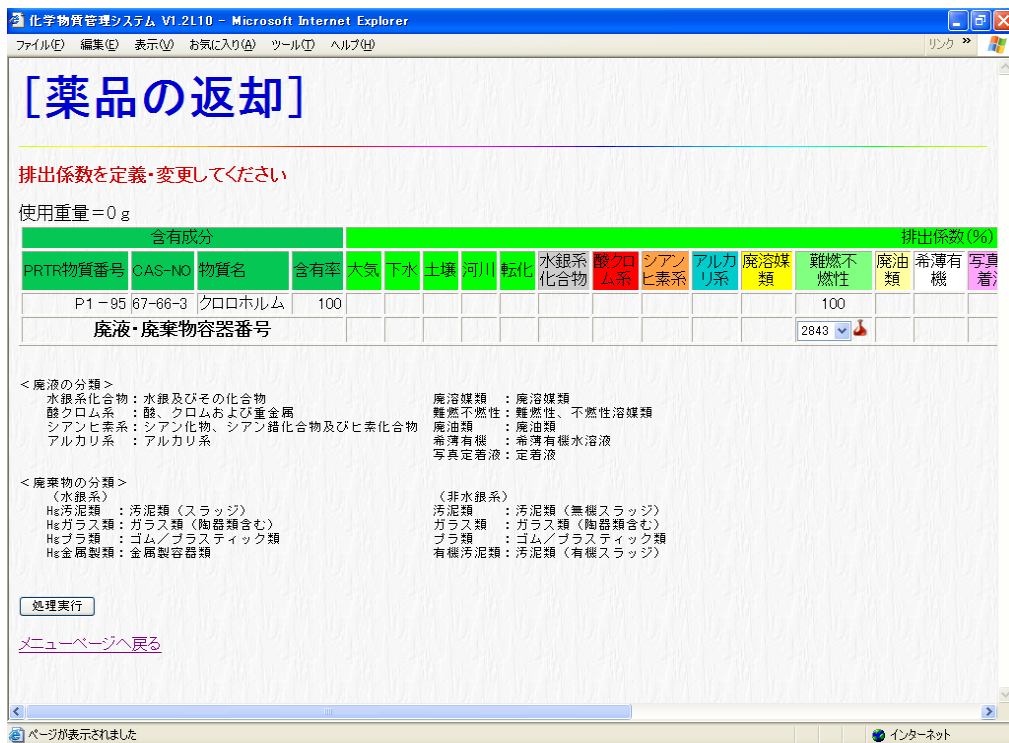 化学物質管理システム V1.2L10 - Microsoft Internet Explorer
ファイル(F) 編集(E) 表示(V) お気に入り(A) ツール(T) ヘルプ(H) リンク »
[薬品の返却]
排出係数を定義・変更してください
使用重量=0g
含有成分 排出係数(%)
PRTR物質番号 CAS-NO 物質名 含有率 大気 下水 土壌 河川 転化 水銀系化合物 酸クロム系 シアンヒ素系 アルカリ系 廃溶媒類 難燃不燃性 廃油類 希薄有機 写真
P1-95 67-66-3 クロロホルム 100 100
廃液・廃棄物容器番号 2843
<廃液の分類>
水銀系化合物:水銀及びその化合物 廃溶媒類 :廃溶媒類
酸クロム系 :酸、クロムおよび重金属 難燃不燃性:難燃性、不燃性溶媒類
シアンヒ素系:シアン化物、シアン錯化合物及びヒ素化合物 廃油類 :廃油類
アルカリ系 :アルカリ系 希薄有機 :希薄有機水溶液
写真定着液:定着液
<廃棄物の分類>
(水銀系) (非水銀系)
Hg汚泥類 :汚泥類(スラッジ) 汚泥類 :汚泥類(無機スラッジ)
Hgガラス類:ガラス類(陶器類含む) ガラス類 :ガラス類(陶器類含む)
Hgプラ類 :ゴム/プラスティック類 プラ類 :ゴム/プラスティック類
Hg金属製類:金属製容器類 有機汚泥類:汚泥類(有機スラッジ)
処理実行
メニューページへ戻る
ページが表示されました インターネット